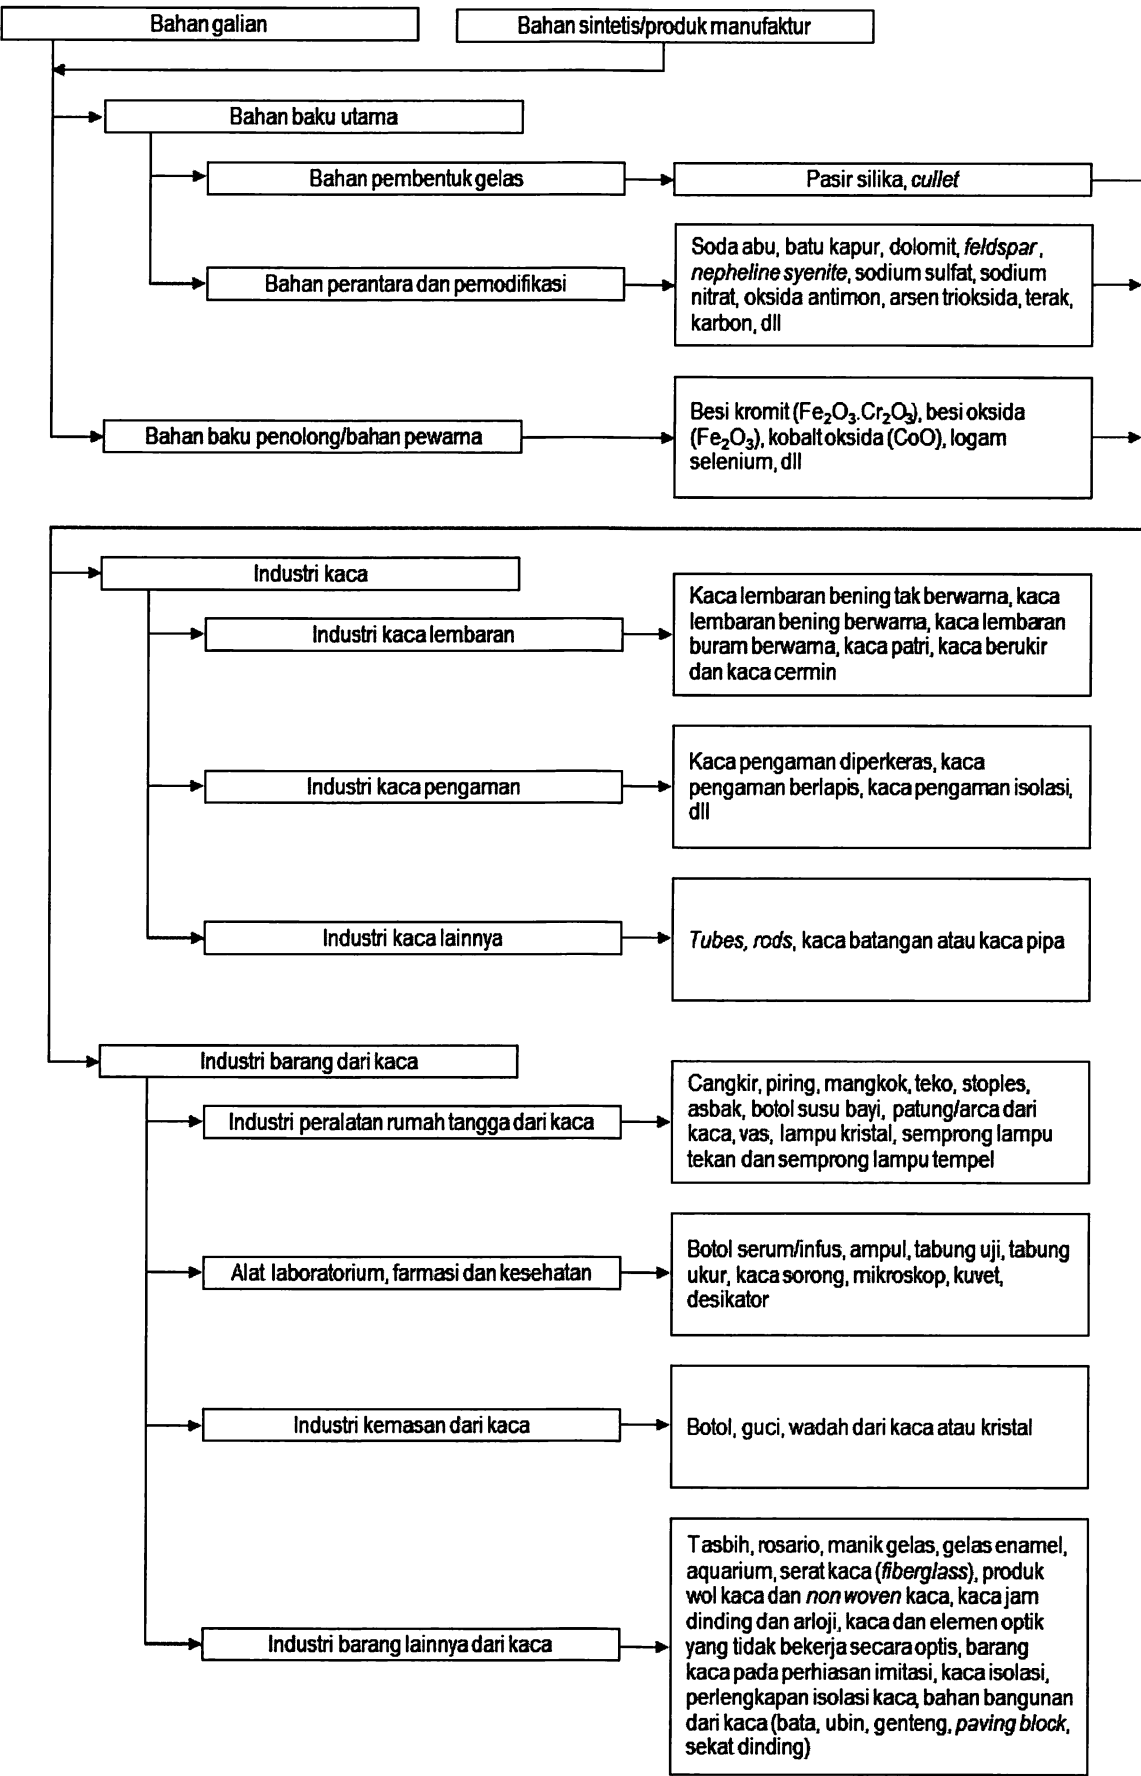 Bahan galian
Bahan sintetis/produk manufaktur
Bahan baku utama
Bahan pembentuk gelas
Pasir silika, cullet
Bahan perantara dan pemodifikasi
Soda abu, batu kapur, dolomit, feldspar,
nepheline syenite, sodium sulfat, sodium
nitrat, oksida antimon, arsen trioksida, terak,
karbon, dll
Bahan baku penolong/bahan pewarna
Besi kromit (Fe₂O₃.Cr₂O₃), besi oksida
(Fe₂O₃), kobalt oksida (CoO), logam
selenium, dll
Industri kaca
Industri kaca lembaran
Kaca lembaran bening tak berwarna, kaca
lembaran bening berwarna, kaca lembaran
buram berwarna, kaca patri, kaca berukir
dan kaca cermin
Industri kaca pengaman
Kaca pengaman diperkeras, kaca
pengaman berlapis, kaca pengaman isolasi,
dll
Industri kaca lainnya
Tubes, rods, kaca batangan atau kaca pipa
Industri barang dari kaca
Industri peralatan rumah tangga dari kaca
Cangkir, piring, mangkok, teko, stoples,
asbak, botol susu bayi, patung/arca dari
kaca, vas, lampu kristal, semprong lampu
tekan dan semprong lampu tempel
Alat laboratorium, farmasi dan kesehatan
Botol serum/infus, ampul, tabung uji, tabung
ukur, kaca sorong, mikroskop, kuvet,
desikator
Industri kemasan dari kaca
Botol, guci, wadah dari kaca atau kristal
Industri barang lainnya dari kaca
Tasbih, rosario, manik gelas, gelas enamel,
aquarium, serat kaca (fiberglass), produk
wol kaca dan non woven kaca, kaca jam
dinding dan arloji, kaca dan elemen optik
yang tidak bekerja secara optis, barang
kaca pada perhiasan imitasi, kaca isolasi,
perlengkapan isolasi kaca, bahan bangunan
dari kaca (bata, ubin, genteng, paving block,
sekat dinding)